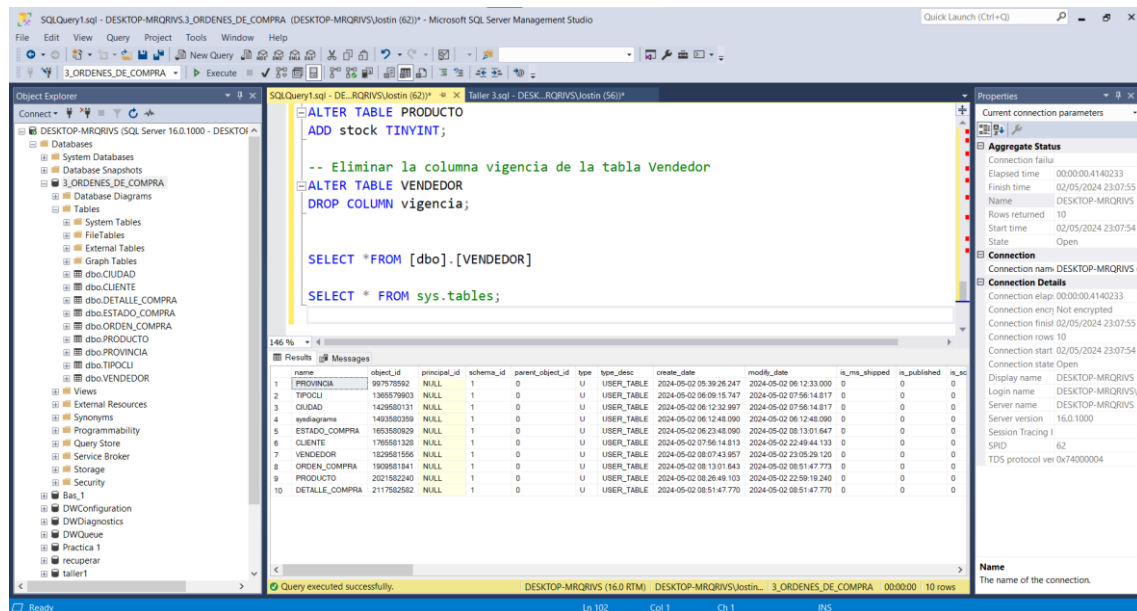 SQLQuery1.sql - DESKTOP-MRQRIVS.3_ORDENES_DE_COMPRA (DESKTOP-MRQRIVS\Jostin (62))* - Microsoft SQL Server Management Studio
Quick Launch (Ctrl+Q)
File Edit View Query Project Tools Window Help
New Query
3_ORDENES_DE_COMPRA Execute
Object Explorer
Connect
DESKTOP-MRQRIVS (SQL Server 16.0.1000 - DESKTOF
Databases
System Databases
Database Snapshots
3_ORDENES_DE_COMPRA
Database Diagrams
Tables
System Tables
FileTables
External Tables
Graph Tables
dbo.CIUDAD
dbo.CLIENTE
dbo.DETALLE_COMPRA
dbo.ESTADO_COMPRA
dbo.ORDEN_COMPRA
dbo.PRODUCTO
dbo.PROVINCIA
dbo.TIPOCLI
dbo.VENDEDOR
Views
External Resources
Synonyms
Programmability
Query Store
Service Broker
Storage
Security
Bas_1
DWConfiguration
DWDiagnostics
DWQueue
Practica 1
recuperar
taller1
SQLQuery1.sql - DE...RQRIVS\Jostin (62))* Taller 3.sql - DESK...RQRIVS\Jostin (56))*
ALTER TABLE PRODUCTO
ADD stock TINYINT;
-- Eliminar la columna vigencia de la tabla Vendedor
ALTER TABLE VENDEDOR
DROP COLUMN vigencia;
SELECT *FROM [dbo].[VENDEDOR]
SELECT * FROM sys.tables;
146 %
Results Messages
name object_id principal_id schema_id parent_object_id type type_desc create_date modify_date is_ms_shipped is_published is_sc
1 PROVINCIA 997578592 NULL 1 0 U USER_TABLE 2024-05-02 05:39:26.247 2024-05-02 06:12:33.000 0 0 0
2 TIPOCLI 1365579903 NULL 1 0 U USER_TABLE 2024-05-02 06:09:15.747 2024-05-02 07:56:14.817 0 0 0
3 CIUDAD 1429580131 NULL 1 0 U USER_TABLE 2024-05-02 06:12:32.997 2024-05-02 07:56:14.817 0 0 0
4 sysdiagrams 1493580359 NULL 1 0 U USER_TABLE 2024-05-02 06:12:48.090 2024-05-02 06:12:48.090 0 0 0
5 ESTADO_COMPRA 1653580929 NULL 1 0 U USER_TABLE 2024-05-02 06:23:48.090 2024-05-02 08:13:01.647 0 0 0
6 CLIENTE 1765581328 NULL 1 0 U USER_TABLE 2024-05-02 07:56:14.813 2024-05-02 22:49:44.133 0 0 0
7 VENDEDOR 1829581556 NULL 1 0 U USER_TABLE 2024-05-02 08:07:43.957 2024-05-02 23:05:29.120 0 0 0
8 ORDEN_COMPRA 1909581841 NULL 1 0 U USER_TABLE 2024-05-02 08:13:01.643 2024-05-02 08:51:47.773 0 0 0
9 PRODUCTO 2021582240 NULL 1 0 U USER_TABLE 2024-05-02 08:26:49.103 2024-05-02 22:59:19.240 0 0 0
10 DETALLE_COMPRA 2117582582 NULL 1 0 U USER_TABLE 2024-05-02 08:51:47.770 2024-05-02 08:51:47.770 0 0 0
Query executed successfully. DESKTOP-MRQRIVS (16.0 RTM) DESKTOP-MRQRIVS\Jostin... 3_ORDENES_DE_COMPRA 00:00:00 10 rows
Properties
Current connection parameters
Aggregate Status
Connection failu
Elapsed time 00:00:00.4140233
Finish time 02/05/2024 23:07:55
Name DESKTOP-MRQRIVS
Rows returned 10
Start time 02/05/2024 23:07:54
State Open
Connection
Connection nam DESKTOP-MRQRIVS
Connection Details
Connection elap: 00:00:00.4140233
Connection encr Not encrypted
Connection finis 02/05/2024 23:07:55
Connection rows 10
Connection start 02/05/2024 23:07:54
Connection state Open
Display name DESKTOP-MRQRIVS
Login name DESKTOP-MRQRIVS\
Server name DESKTOP-MRQRIVS
Server version 16.0.1000
Session Tracing I
SPID 62
TDS protocol ver 0x74000004
Name
The name of the connection.
Ready Ln 102 Col 1 Ch 1 INS